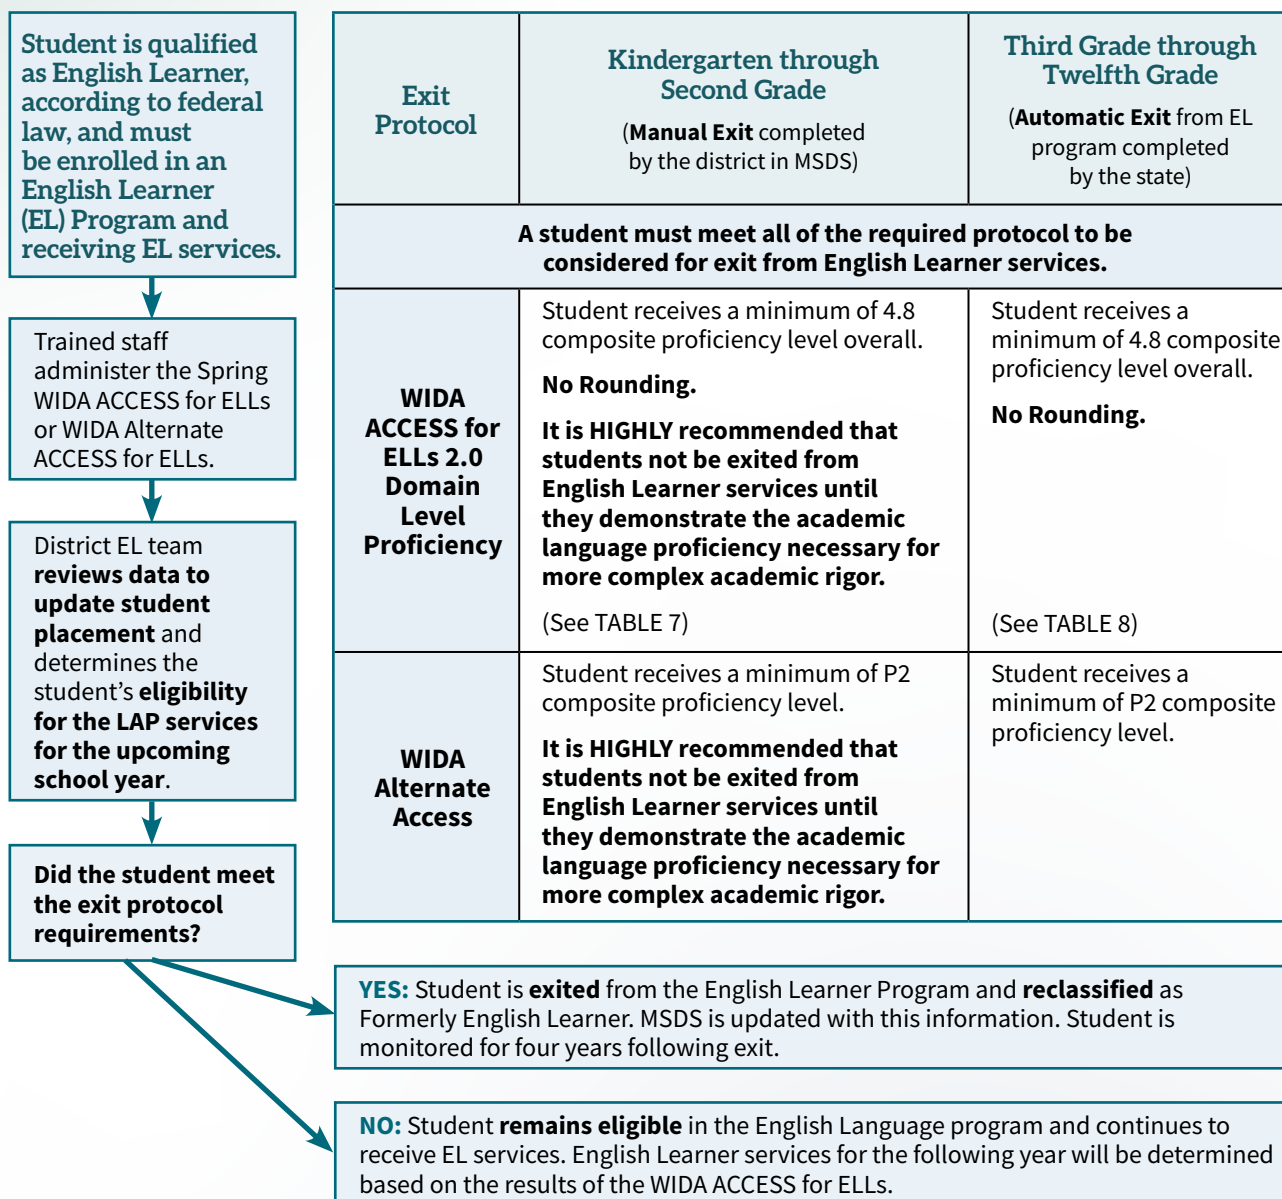 Student is qualified
as English Learner,
according to federal
law, and must
be enrolled in an
English Learner
(EL) Program and
receiving EL services.
Trained staff
administer the Spring
WIDA ACCESS for ELLs
or WIDA Alternate
ACCESS for ELLs.
District EL team
reviews data to
update student
placement and
determines the
student’s eligibility
for the LAP services
for the upcoming
school year.
Did the student meet
the exit protocol
requirements?
Exit
Protocol
Kindergarten through
Second Grade
(Manual Exit completed
by the district in MSDS)
Third Grade through
Twelfth Grade
(Automatic Exit from EL
program completed
by the state)
A student must meet all of the required protocol to be
considered for exit from English Learner services.
WIDA
ACCESS for
ELLs 2.0
Domain
Level
Proficiency
Student receives a minimum of 4.8
composite proficiency level overall.
No Rounding.
It is HIGHLY recommended that
students not be exited from
English Learner services until
they demonstrate the academic
language proficiency necessary for
more complex academic rigor.
(See TABLE 7)
Student receives a
minimum of 4.8 composite
proficiency level overall.
No Rounding.
(See TABLE 8)
WIDA
Alternate
Access
Student receives a minimum of P2
composite proficiency level.
It is HIGHLY recommended that
students not be exited from
English Learner services until
they demonstrate the academic
language proficiency necessary for
more complex academic rigor.
Student receives a
minimum of P2 composite
proficiency level.
YES: Student is exited from the English Learner Program and reclassified as
Formerly English Learner. MSDS is updated with this information. Student is
monitored for four years following exit.
NO: Student remains eligible in the English Language program and continues to
receive EL services. English Learner services for the following year will be determined
based on the results of the WIDA ACCESS for ELLs.